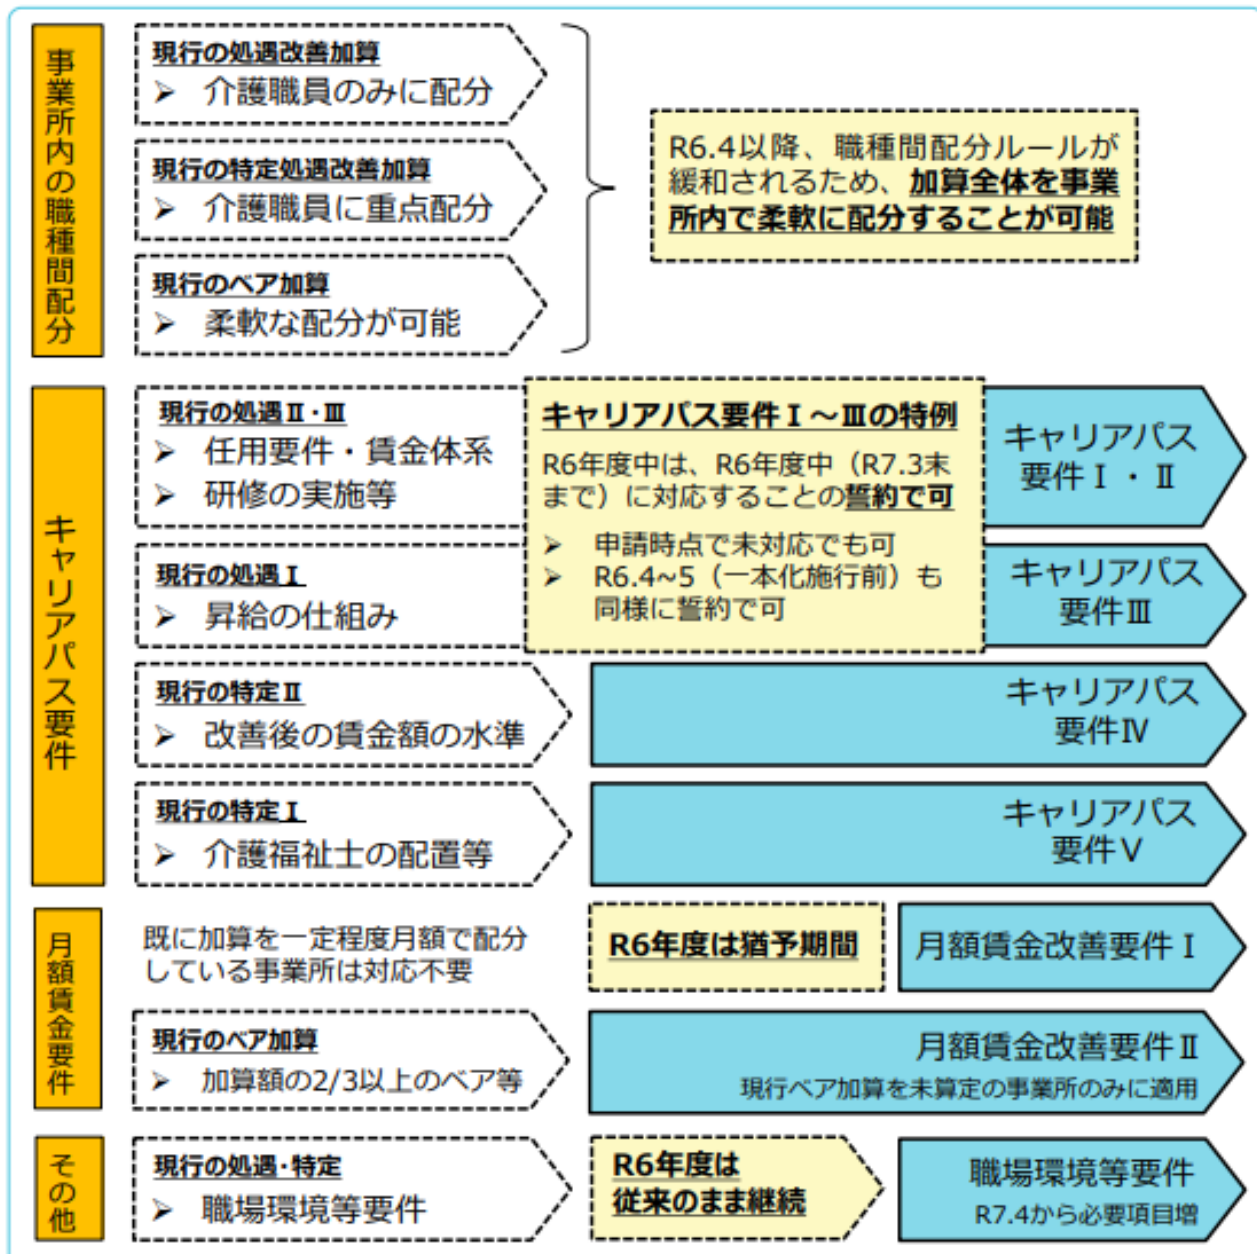 事業所内の職種間配分
現行の処遇改善加算
➢ 介護職員のみに配分
現行の特定処遇改善加算
➢ 介護職員に重点配分
現行のベア加算
➢ 柔軟な配分が可能
R6.4以降、職種間配分ルールが
緩和されるため、加算全体を事業
所内で柔軟に配分することが可能
キャリアパス要件
現行の処遇Ⅱ・Ⅲ
➢ 任用要件・賃金体系
➢ 研修の実施等
現行の処遇Ⅰ
➢ 昇給の仕組み
キャリアパス要件Ⅰ～Ⅲの特例
R6年度中は、R6年度中（R7.3末
まで）に対応することの誓約で可
➢ 申請時点で未対応でも可
➢ R6.4~5（一本化施行前）も
同様に誓約で可
キャリアパス
要件Ⅰ・Ⅱ
キャリアパス
要件Ⅲ
現行の特定Ⅱ
➢ 改善後の賃金額の水準
キャリアパス
要件Ⅳ
現行の特定Ⅰ
➢ 介護福祉士の配置等
キャリアパス
要件Ⅴ
月額賃金要件
既に加算を一定程度月額で配分
している事業所は対応不要
R6年度は猶予期間
月額賃金改善要件Ⅰ
現行のベア加算
➢ 加算額の2/3以上のベア等
月額賃金改善要件Ⅱ
現行ベア加算を未算定の事業所のみに適用
その他
現行の処遇・特定
➢ 職場環境等要件
R6年度は
従来のまま継続
職場環境等要件
R7.4から必要項目増